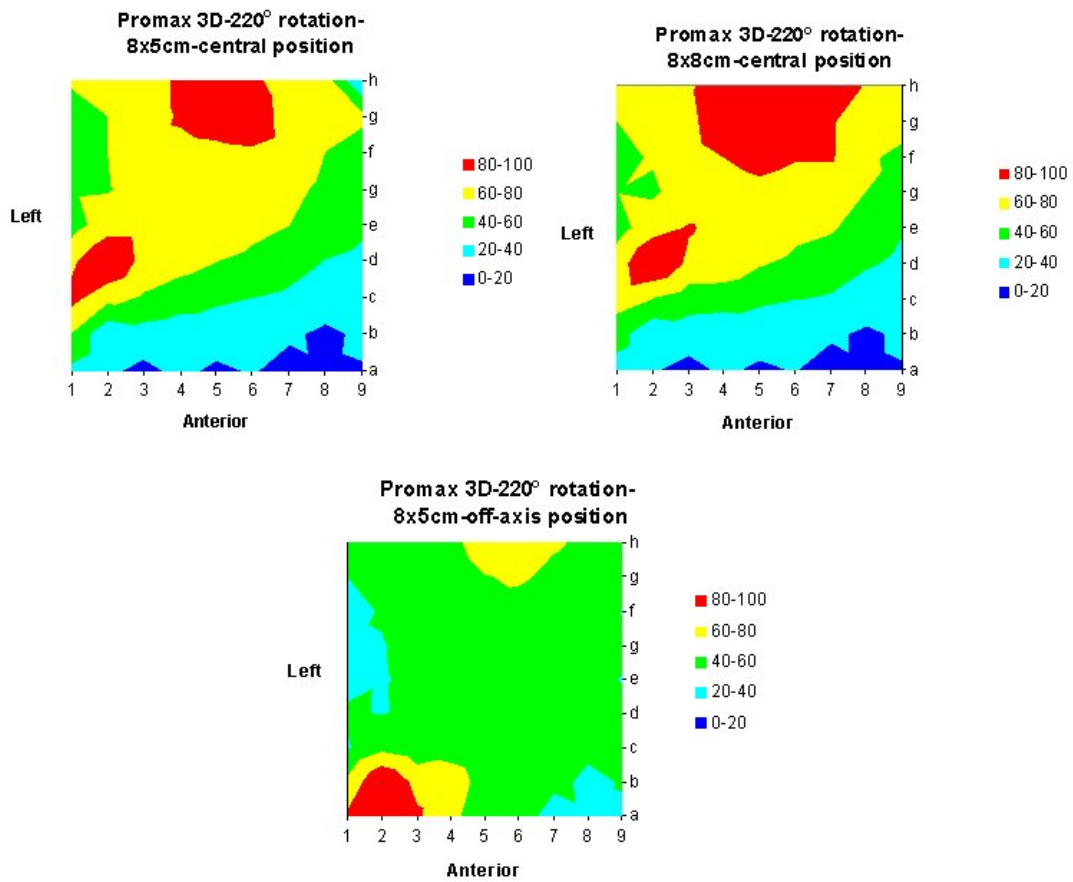 Promax 3D-220° rotation-
8x5cm-central position
h
g
f
g
e
d
c
b
a
Left
1 2 3 4 5 6 7 8 9
Anterior
80-100
60-80
40-60
20-40
0-20
Promax 3D-220° rotation-
8x8cm-central position
h
g
f
g
e
d
c
b
a
Left
1 2 3 4 5 6 7 8 9
Anterior
80-100
60-80
40-60
20-40
0-20
Promax 3D-220° rotation-
8x5cm-off-axis position
h
g
f
g
e
d
c
b
a
Left
1 2 3 4 5 6 7 8 9
Anterior
80-100
60-80
40-60
20-40
0-20